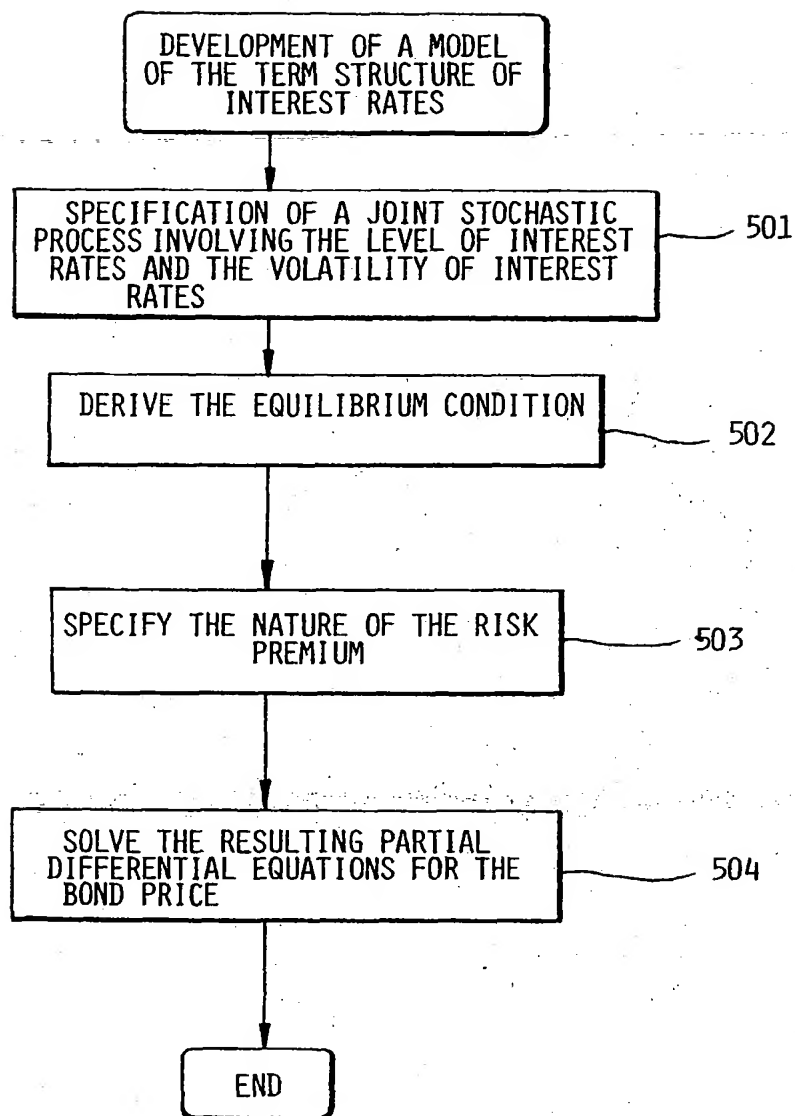 DEVELOPMENT OF A MODEL
OF THE TERM STRUCTURE OF
INTEREST RATES
SPECIFICATION OF A JOINT STOCHASTIC
PROCESS INVOLVING THE LEVEL OF INTEREST
RATES AND THE VOLATILITY OF INTEREST
RATES
501
DERIVE THE EQUILIBRIUM CONDITION
502
SPECIFY THE NATURE OF THE RISK
PREMIUM
503
SOLVE THE RESULTING PARTIAL
DIFFERENTIAL EQUATIONS FOR THE
BOND PRICE
504
END